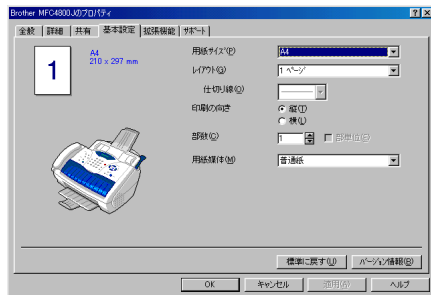 Brother MFC4800Jのプロパティ
全般 詳細 共有 基本設定 拡張機能 サポート
1
A4
210 x 297 mm
用紙サイズ(P) A4
レイアウト(G) 1 ページ
仕切り線(O)
印刷の向き 縦(T)
横(L)
部数(C) 1 部単位(E)
用紙媒体(M) 普通紙
標準に戻す(U) バージョン情報(B)
OK キャンセル 適用(A) ヘルプ